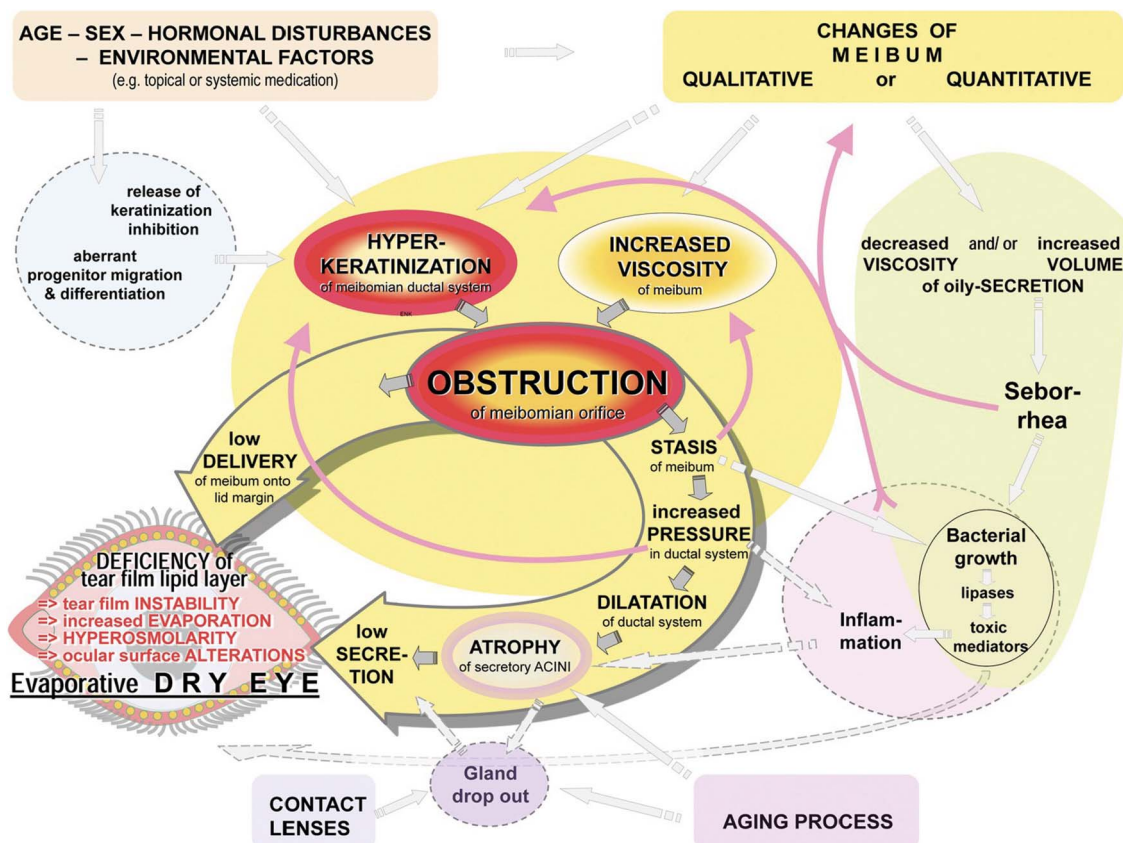 AGE – SEX – HORMONAL DISTURBANCES
– ENVIRONMENTAL FACTORS
(e.g. topical or systemic medication)
CHANGES OF
M E I B U M
QUALITATIVE or QUANTITATIVE
release of
keratinization
inhibition
aberrant
progenitor migration
& differentiation
HYPER-
KERATINIZATION
of meibomian ductal system
ENK
INCREASED
VISCOSITY
of meibum
decreased and/ or increased
VISCOSITY VOLUME
of oily-SECRETION
OBSTRUCTION
of meibomian orifice
Sebor-
rhea
low
DELIVERY
of meibum onto
lid margin
STASIS
of meibum
increased
PRESSURE
in ductal system
DILATATION
of ductal system
Bacterial
growth
lipases
toxic
mediators
Inflam-
mation
DEFICIENCY of
tear film lipid layer
=> tear film INSTABILITY
=> increased EVAPORATION
=> HYPEROSMOLARITY
=> ocular surface ALTERATIONS
Evaporative D R Y E Y E
low
SECRE-
TION
ATROPHY
of secretory ACINI
Gland
drop out
CONTACT
LENSES
AGING PROCESS